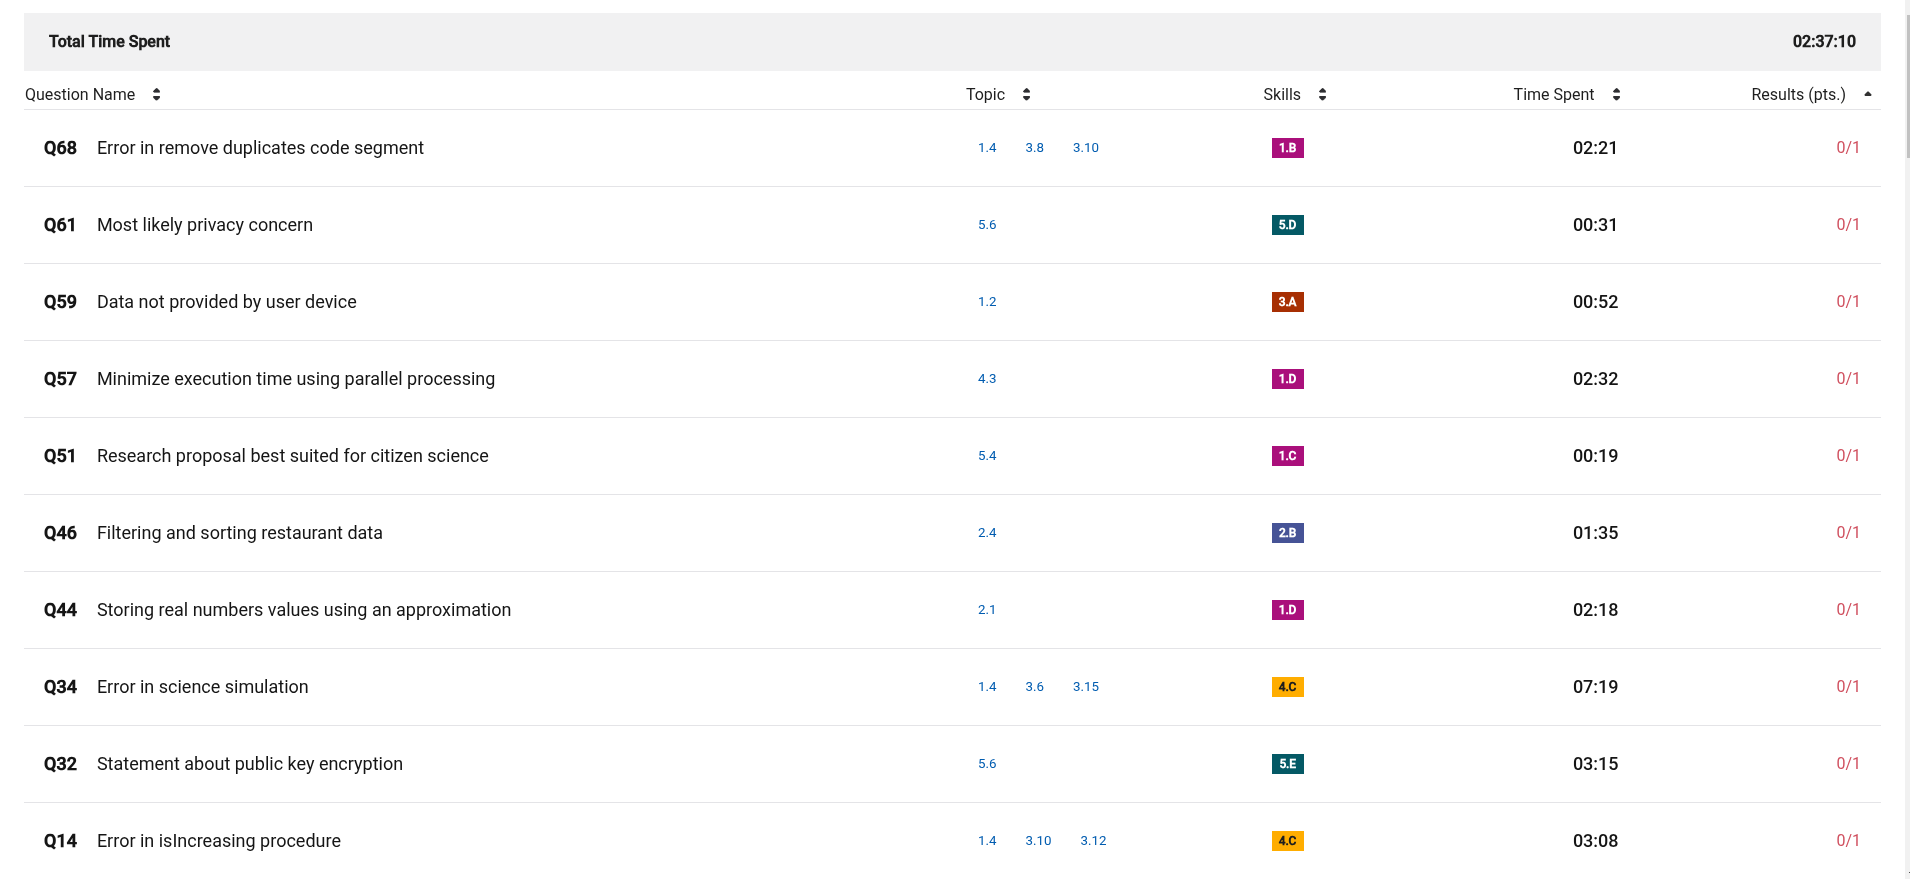 Total Time Spent 02:37:10
Question Name Topic Skills Time Spent Results (pts.)
Q68 Error in remove duplicates code segment 1.4 3.8 3.10 1.B 02:21 0/1
Q61 Most likely privacy concern 5.6 5.D 00:31 0/1
Q59 Data not provided by user device 1.2 3.A 00:52 0/1
Q57 Minimize execution time using parallel processing 4.3 1.D 02:32 0/1
Q51 Research proposal best suited for citizen science 5.4 1.C 00:19 0/1
Q46 Filtering and sorting restaurant data 2.4 2.B 01:35 0/1
Q44 Storing real numbers values using an approximation 2.1 1.D 02:18 0/1
Q34 Error in science simulation 1.4 3.6 3.15 4.C 07:19 0/1
Q32 Statement about public key encryption 5.6 5.E 03:15 0/1
Q14 Error in isIncreasing procedure 1.4 3.10 3.12 4.C 03:08 0/1